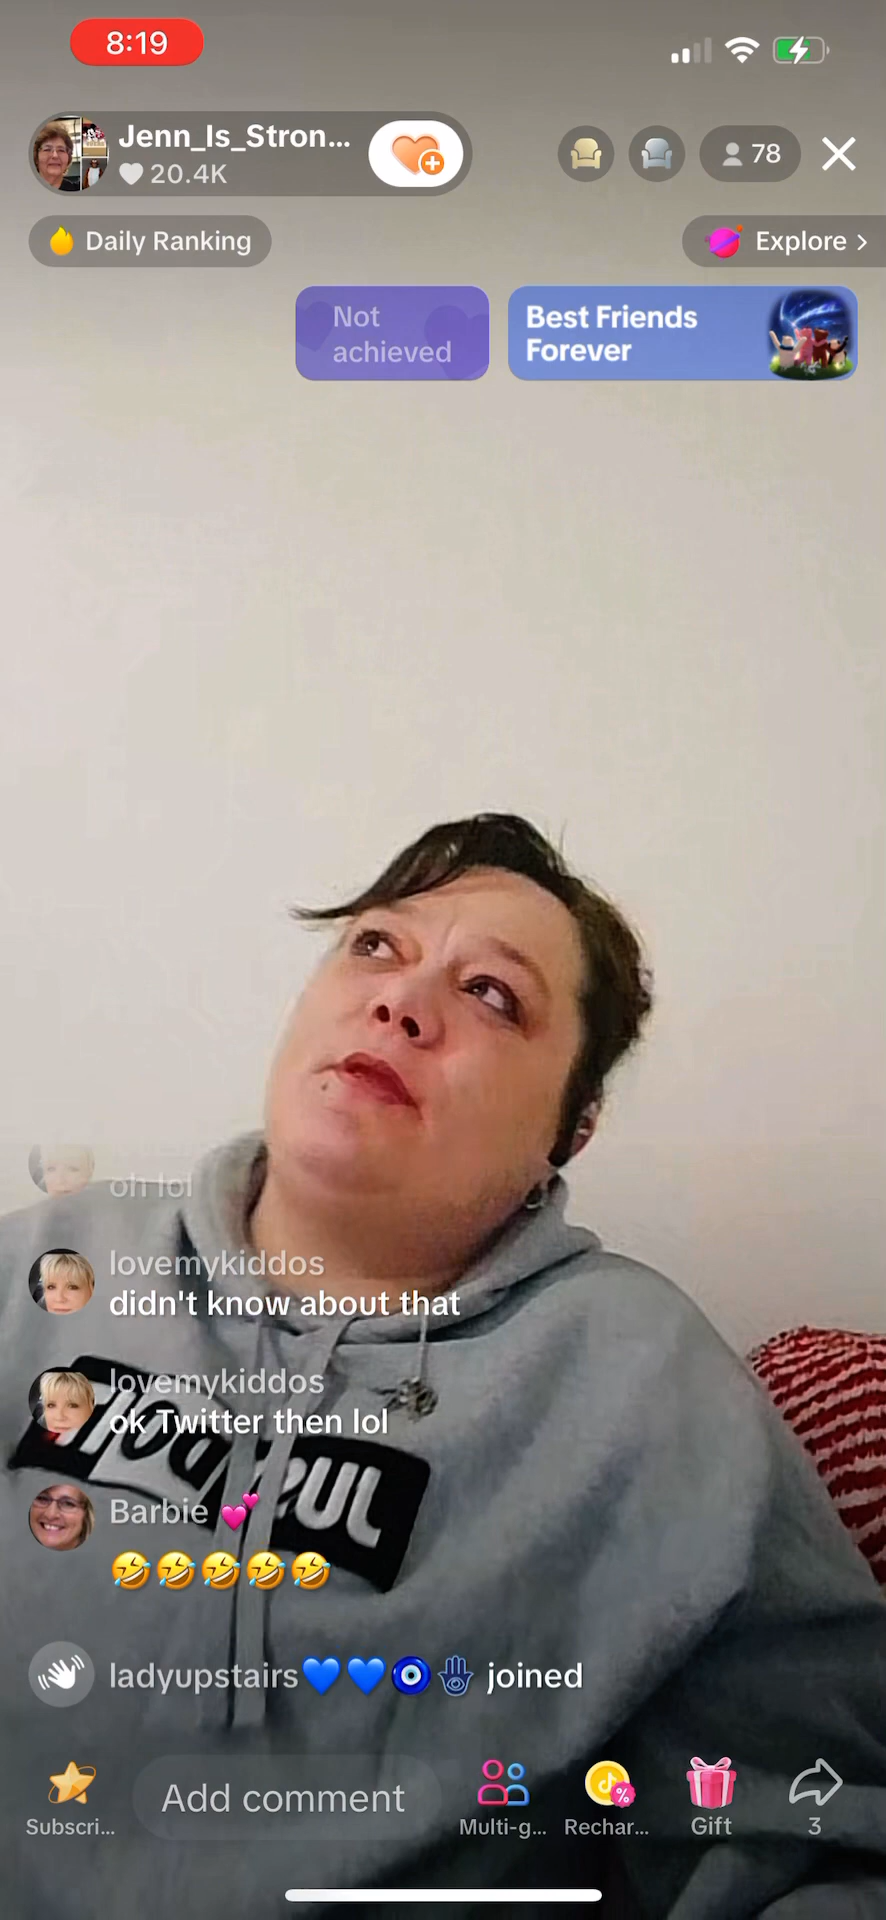 8:19
Jenn_Is_Stron...
20.4K
78
Daily Ranking
Explore >
Not
achieved
Best Friends
Forever
oh lol
lovemykiddos
didn't know about that
lovemykiddos
ok Twitter then lol
Barbie 💕
🤣🤣🤣🤣🤣
ladyupstairs💙💙🧿🪬 joined
Subscri...
Add comment
Multi-g...
Rechar...
Gift
3